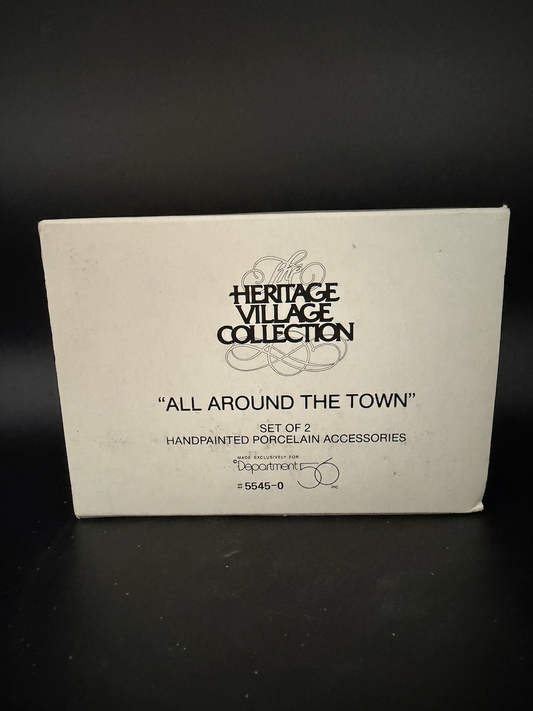 The
HERITAGE
VILLAGE
COLLECTION
"ALL AROUND THE TOWN"
SET OF 2
HANDPAINTED PORCELAIN ACCESSORIES
MADE EXCLUSIVELY FOR
©Department 56 INC.
#5545-0